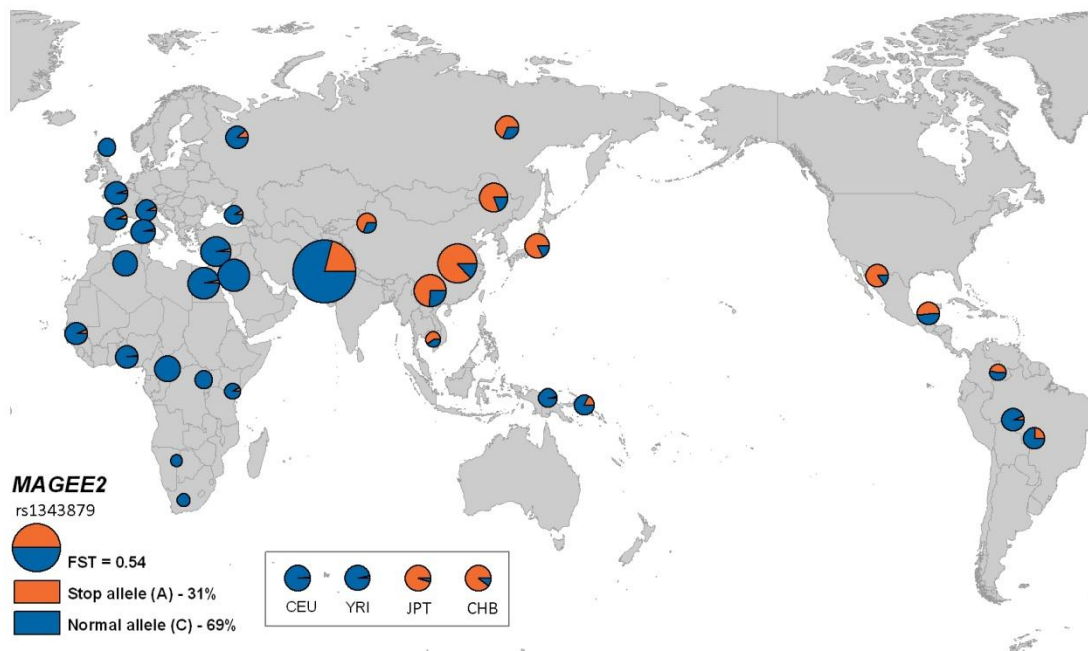 MAGEE2
rs1343879
FST = 0.54
Stop allele (A) - 31%
Normal allele (C) - 69%
CEU YRI JPT CHB